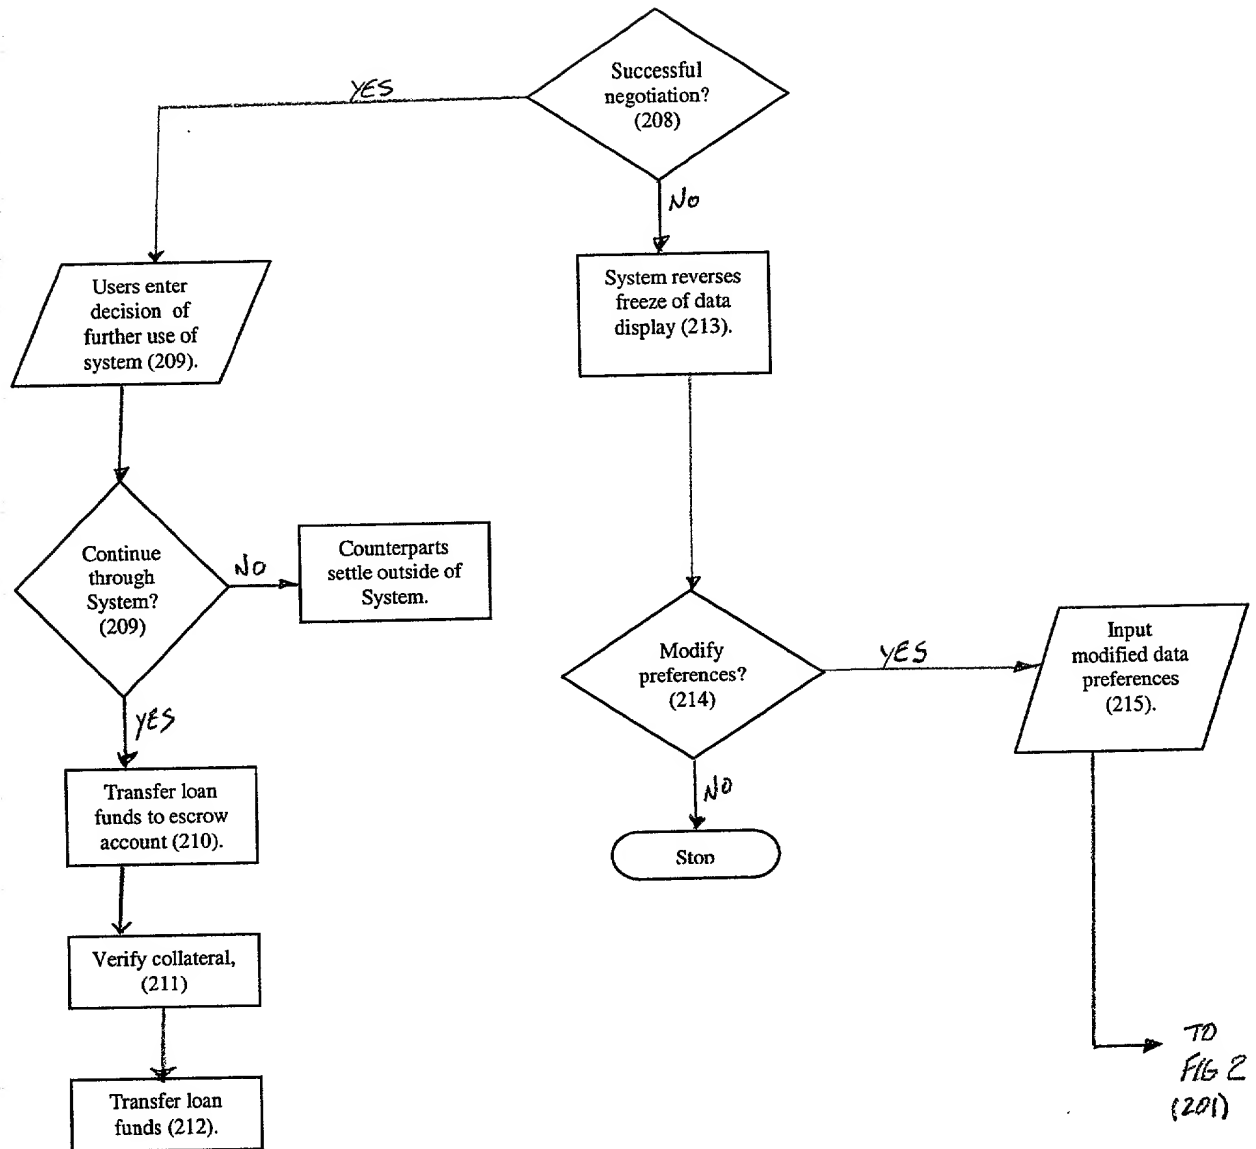 Successful
negotiation?
(208)
YES
NO
Users enter
decision of
further use of
system (209).
System reverses
freeze of data
display (213).
Continue
through
System?
(209)
NO
Counterparts
settle outside of
System.
YES
Modify
preferences?
(214)
YES
Input
modified data
preferences
(215).
NO
Stop
Transfer loan
funds to escrow
account (210).
Verify collateral,
(211)
Transfer loan
funds (212).
TO
FIG 2
(201)